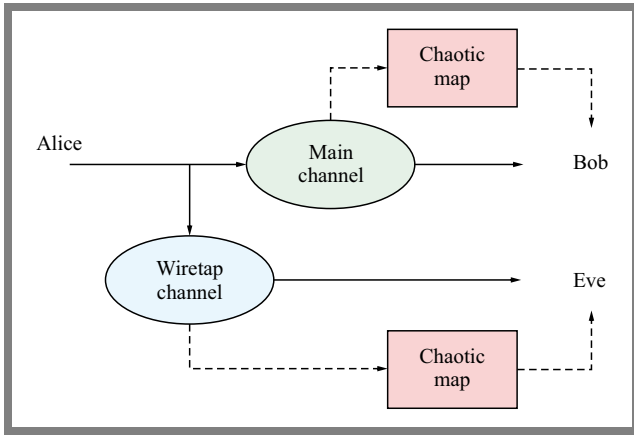 Chaotic
map
Alice
Main
channel
Bob
Wiretap
channel
Eve
Chaotic
map